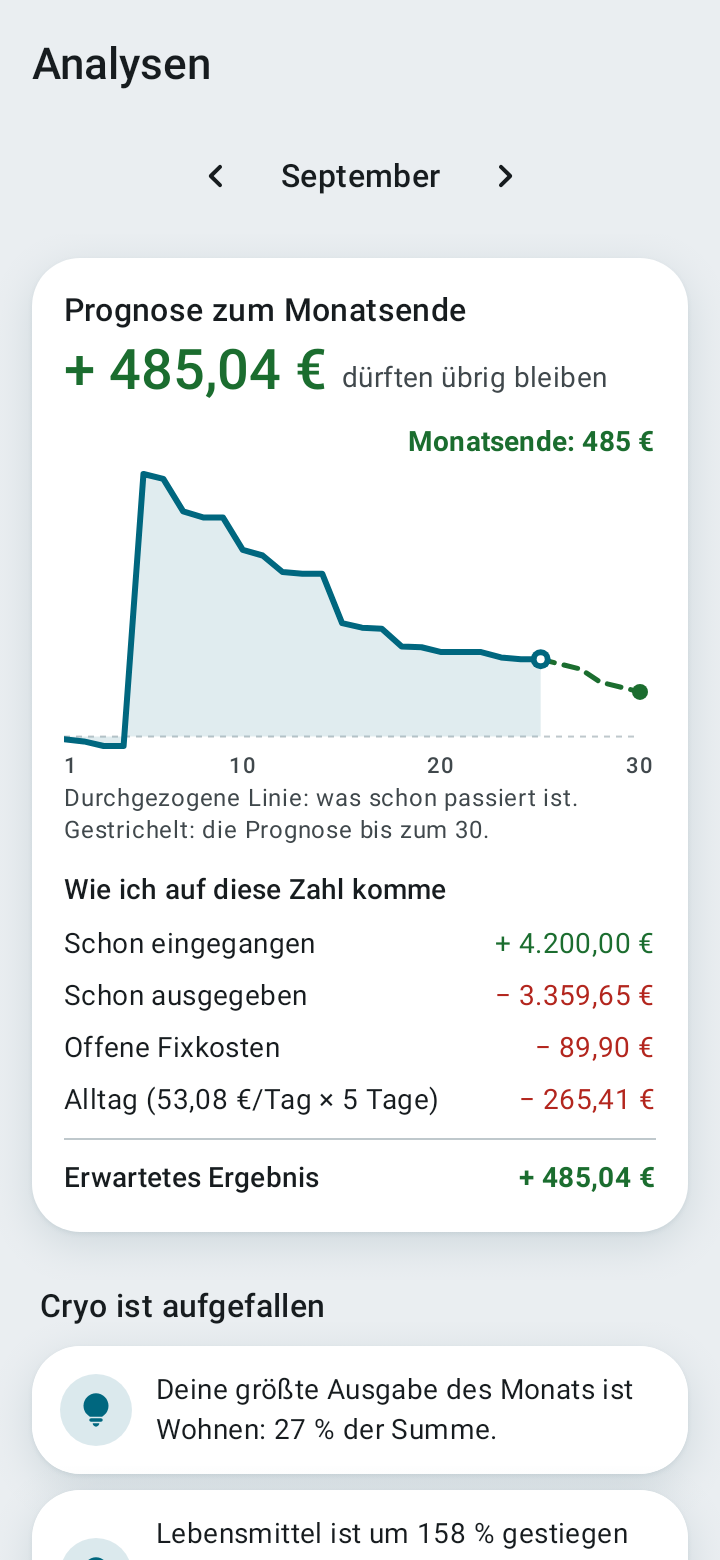 Analysen
September
Prognose zum Monatsende
+ 485,04 € dürften übrig bleiben
Monatsende: 485 €
1 10 20 30
Durchgezogene Linie: was schon passiert ist.
Gestrichelt: die Prognose bis zum 30.
Wie ich auf diese Zahl komme
Schon eingegangen + 4.200,00 €
Schon ausgegeben − 3.359,65 €
Offene Fixkosten − 89,90 €
Alltag (53,08 €/Tag × 5 Tage) − 265,41 €
Erwartetes Ergebnis + 485,04 €
Cryo ist aufgefallen
Deine größte Ausgabe des Monats ist
Wohnen: 27 % der Summe.
Lebensmittel ist um 158 % gestiegen